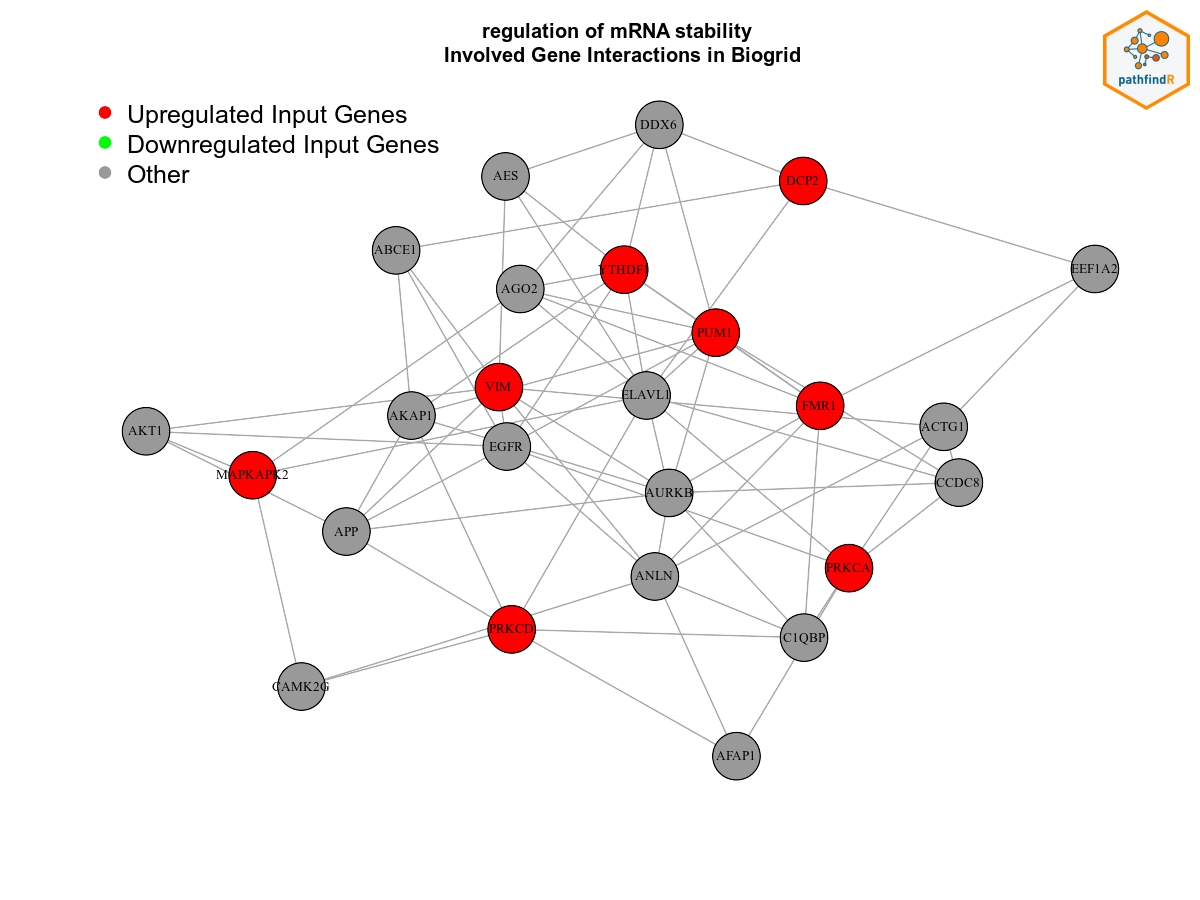 regulation of mRNA stability
Involved Gene Interactions in Biogrid
pathfindR
Upregulated Input Genes
Downregulated Input Genes
Other
DDX6
AES
DCP2
ABCE1
YTHDF1
EEF1A2
AGO2
PUM1
VIM
ELAVL1
FMR1
AKAP1
ACTG1
AKT1
EGFR
MAPKAPK2
CCDC8
AURKB
APP
PRKCA
ANLN
PRKCD
C1QBP
CAMK2G
AFAP1